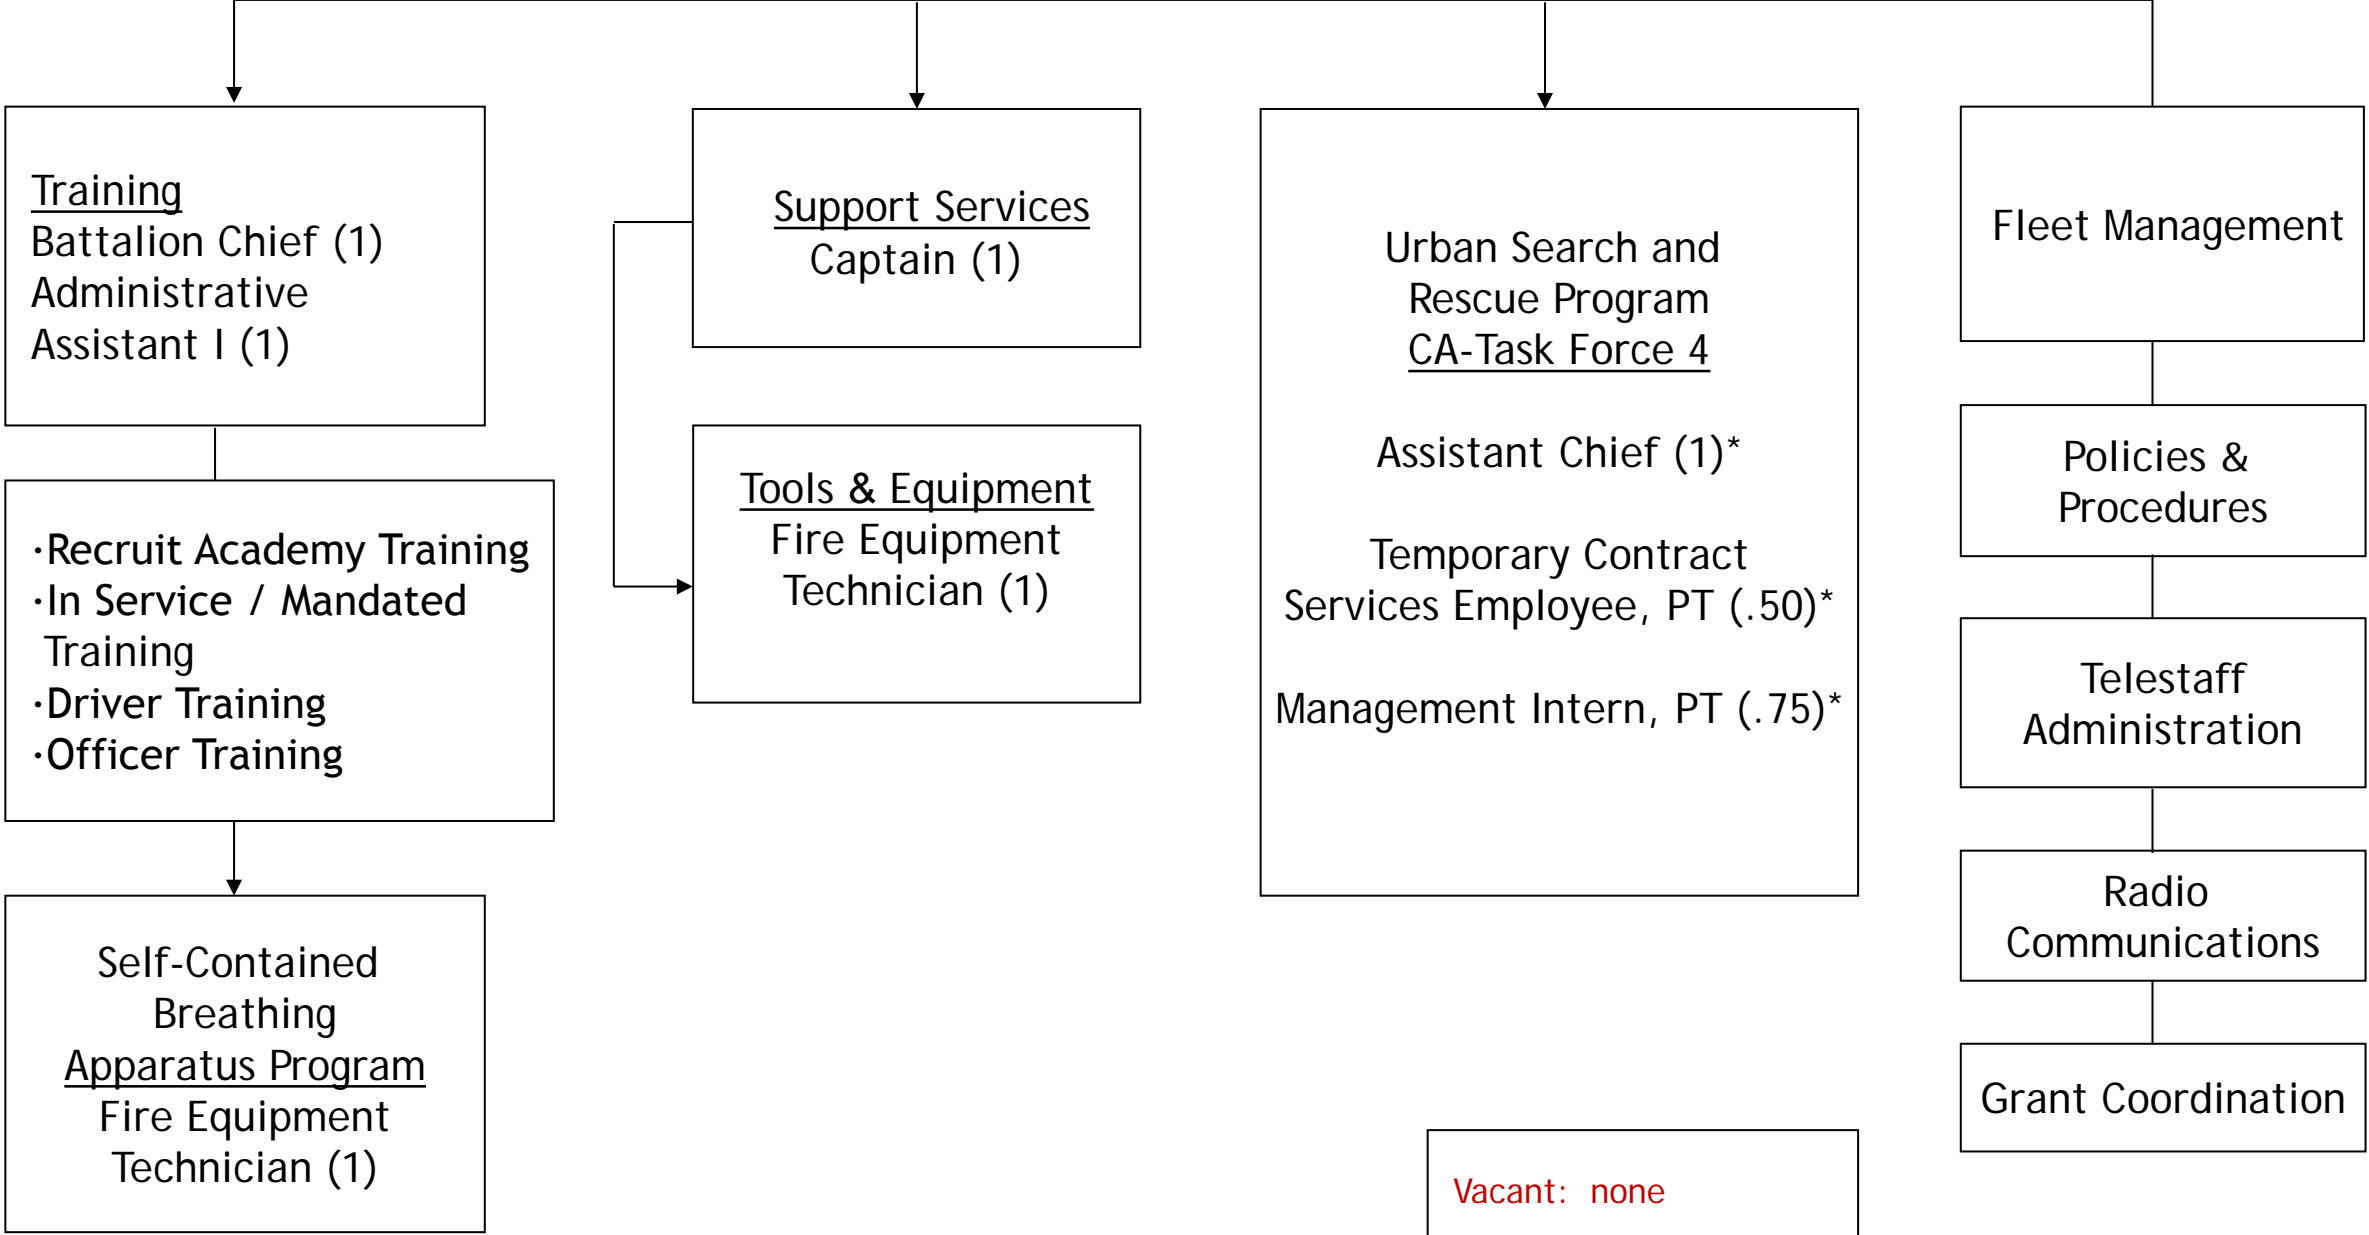 Training
Battalion Chief (1)
Administrative
Assistant I (1)
·Recruit Academy Training
·In Service / Mandated
Training
·Driver Training
·Officer Training
Self-Contained
Breathing
Apparatus Program
Fire Equipment
Technician (1)
Support Services
Captain (1)
Tools & Equipment
Fire Equipment
Technician (1)
Urban Search and
Rescue Program
CA-Task Force 4
Assistant Chief (1)*
Temporary Contract
Services Employee, PT (.50)*
Management Intern, PT (.75)*
Fleet Management
Policies &
Procedures
Telestaff
Administration
Radio
Communications
Grant Coordination
Vacant: none